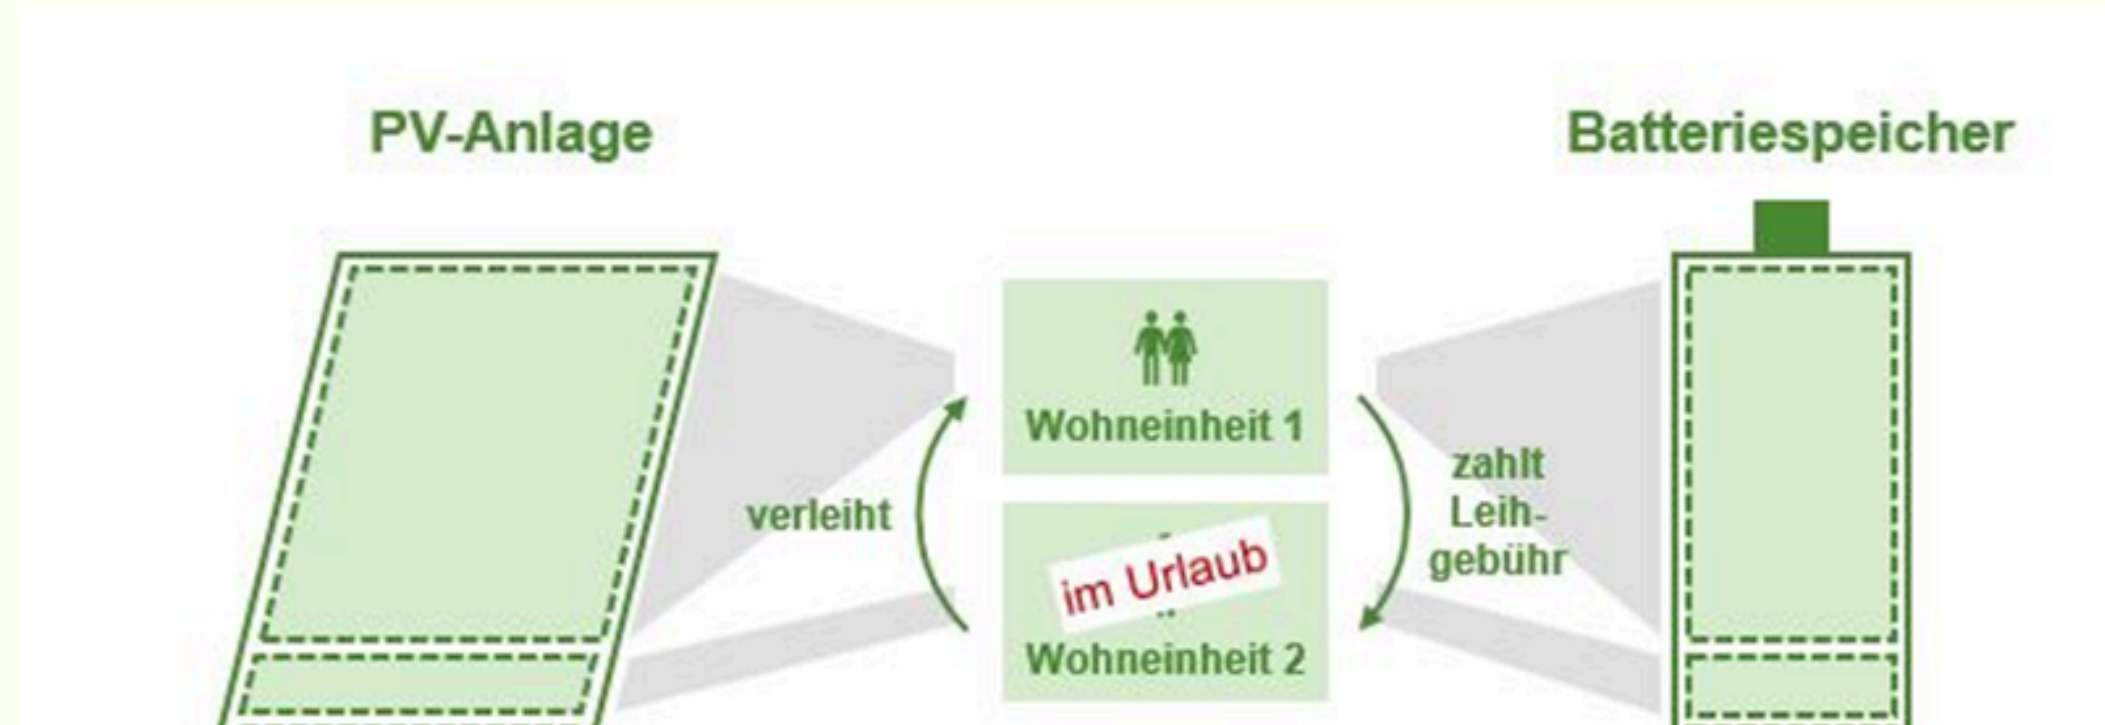 PV-Anlage
Batteriespeicher
Wohneinheit 1
verleiht
zahlt
Leih-
gebühr
im Urlaub
Wohneinheit 2